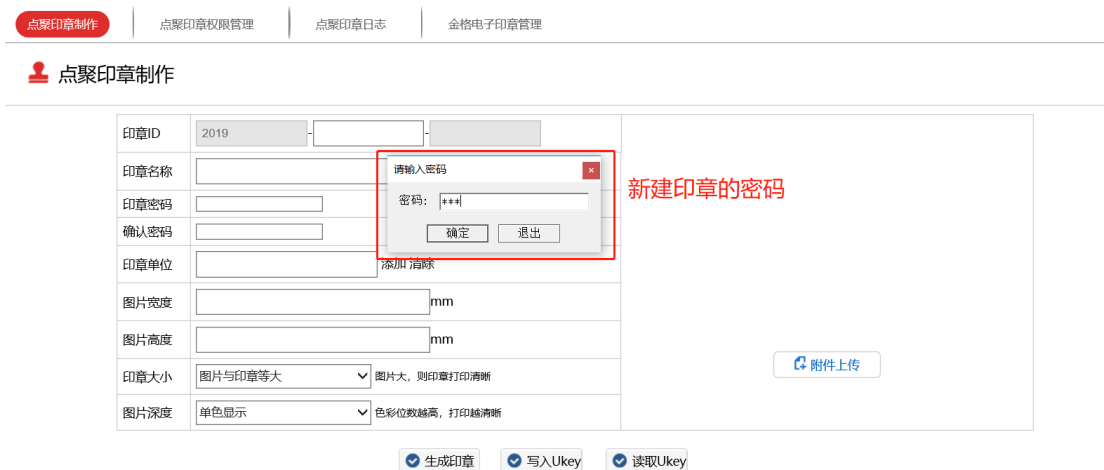 点聚印章制作 点聚印章权限管理 点聚印章日志 金格电子印章管理
点聚印章制作
印章ID 2019 - -
印章名称
请输入密码
密码: ***
确定 退出
新建印章的密码
印章密码
确认密码
印章单位 添加 清除
图片宽度 mm
图片高度 mm
附件上传
印章大小 图片与印章等大 图片大，则印章打印清晰
图片深度 单色显示 色彩位数越高，打印越清晰
生成印章 写入Ukey 读取Ukey